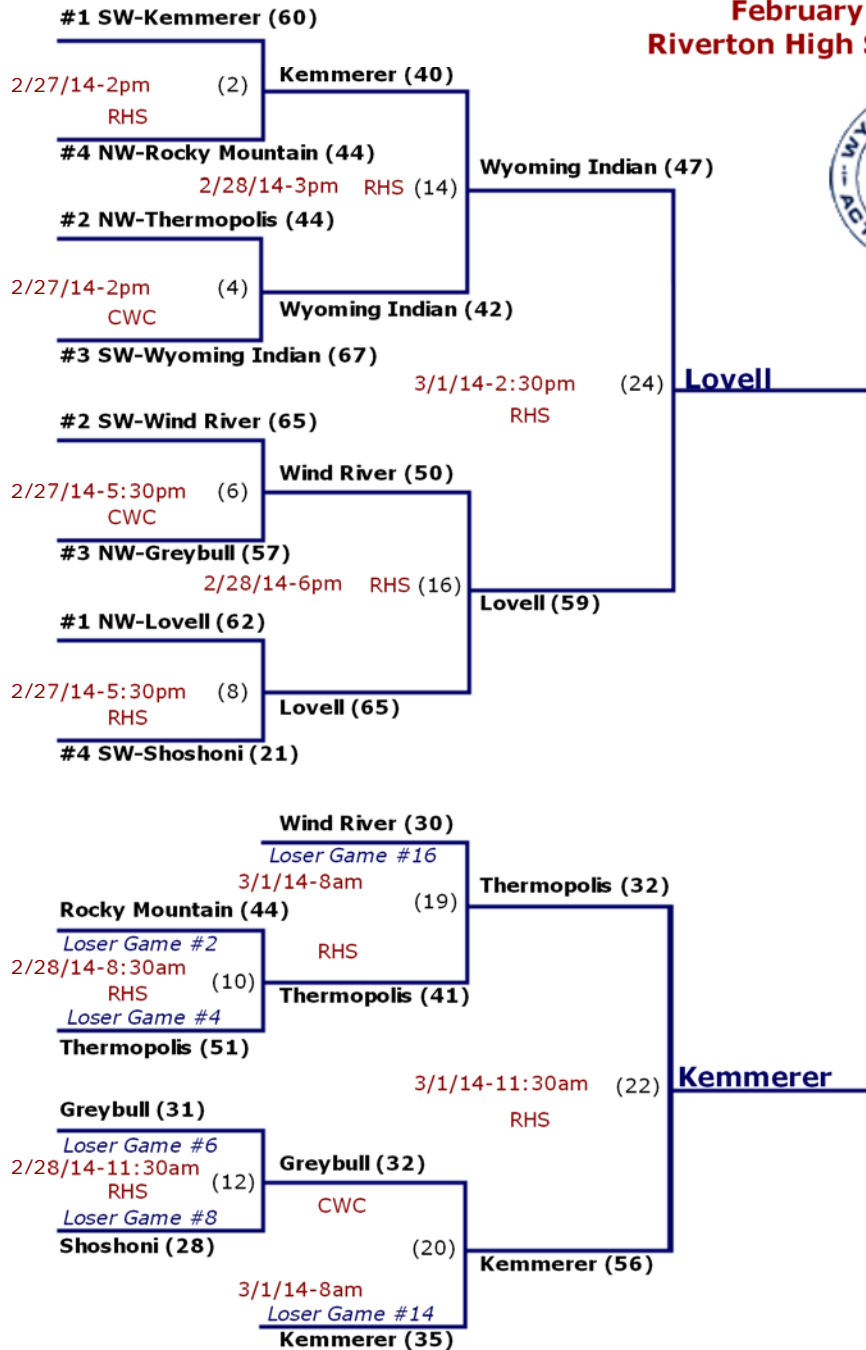 February
Riverton High S
#1 SW-Kemmerer (60)
2/27/14-2pm (2)
RHS
Kemmerer (40)
#4 NW-Rocky Mountain (44)
2/28/14-3pm RHS (14)
Wyoming Indian (47)
#2 NW-Thermopolis (44)
2/27/14-2pm (4)
CWC
Wyoming Indian (42)
#3 SW-Wyoming Indian (67)
3/1/14-2:30pm (24)
RHS
Lovell
#2 SW-Wind River (65)
2/27/14-5:30pm (6)
CWC
Wind River (50)
#3 NW-Greybull (57)
2/28/14-6pm RHS (16)
Lovell (59)
#1 NW-Lovell (62)
2/27/14-5:30pm (8)
RHS
Lovell (65)
#4 SW-Shoshoni (21)
Wind River (30)
Loser Game #16
3/1/14-8am
(19)
RHS
Thermopolis (32)
Rocky Mountain (44)
Loser Game #2
2/28/14-8:30am (10)
RHS
Loser Game #4
Thermopolis (51)
Thermopolis (41)
3/1/14-11:30am (22)
RHS
Kemmerer
Greybull (31)
Loser Game #6
2/28/14-11:30am (12)
RHS
Loser Game #8
Shoshoni (28)
Greybull (32)
CWC
(20)
Kemmerer (56)
3/1/14-8am
Loser Game #14
Kemmerer (35)